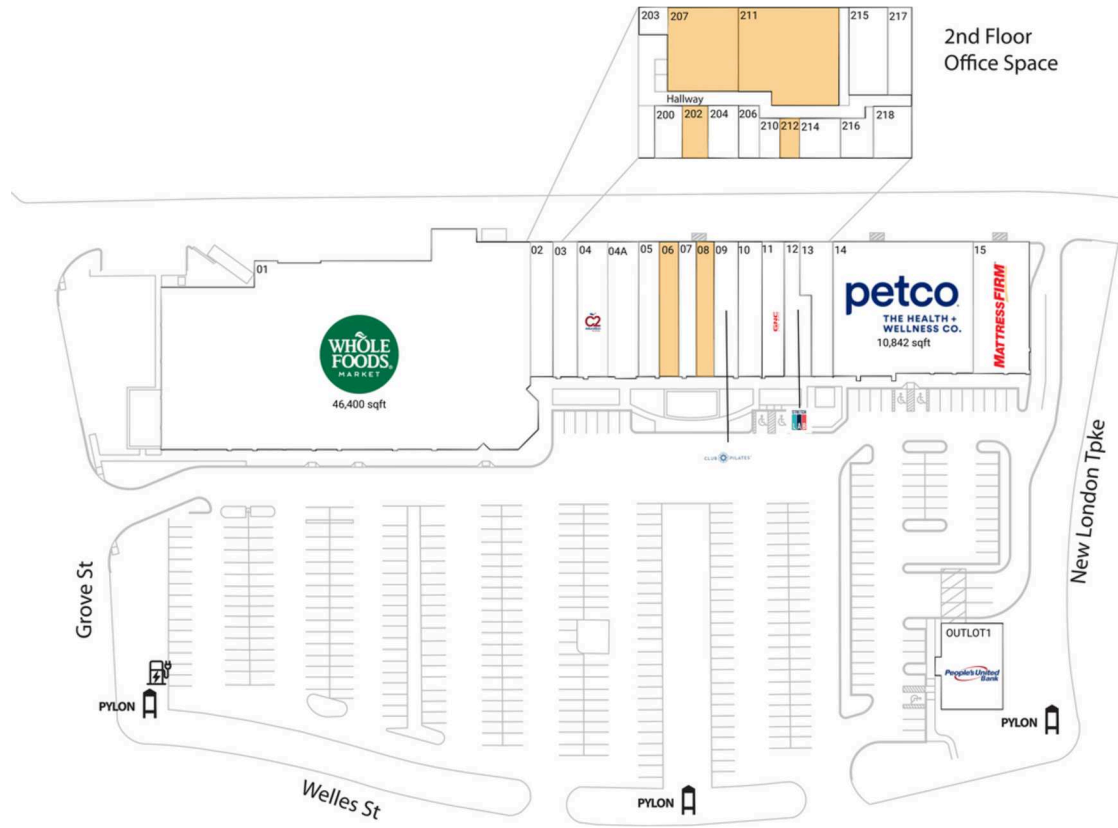 203
207
211
215
217
2nd Floor
Office Space
Hallway
200
202
204
206
210
212
214
216
218
01
02
03
04
04A
05
06
07
08
09
10
11
12
13
14
15
WHOLE
FOODS
MARKET
46,400 sqft
C2
GNC
petco
THE HEALTH +
WELLNESS CO.
10,842 sqft
MATTRESSFIRM
CLUB PILATES
Grove St
New London Tpke
OUTLOT1
People's United
Bank
PYLON
PYLON
PYLON
Welles St